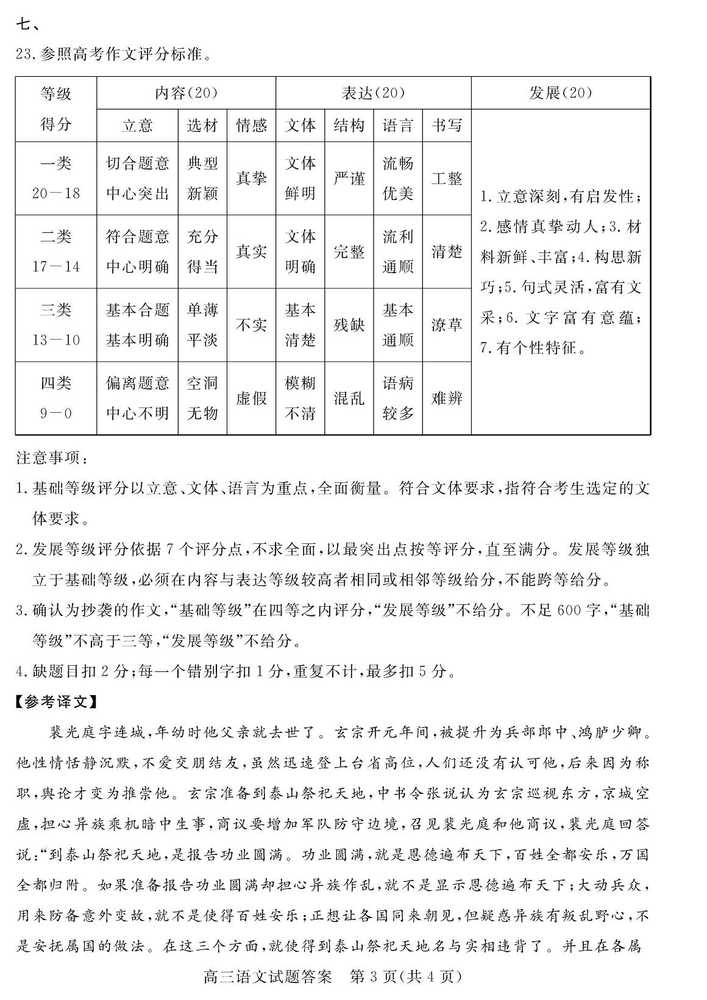 七、
23.参照高考作文评分标准。
等级
得分
内容(20)
表达(20)
发展(20)
立意
选材
情感
文体
结构
语言
书写
一类
20－18
切合题意
中心突出
典型
新颖
真挚
文体
鲜明
严谨
流畅
优美
工整
二类
17－14
符合题意
中心明确
充分
得当
真实
文体
明确
完整
流利
通顺
清楚
三类
13－10
基本合题
基本明确
单薄
平淡
不实
基本
清楚
残缺
基本
通顺
潦草
四类
9－0
偏离题意
中心不明
空洞
无物
虚假
模糊
不清
混乱
语病
较多
难辨
1.立意深刻,有启发性;
2.感情真挚动人;3.材
料新鲜、丰富;4.构思新
巧;5.句式灵活,富有文
采;6.文字富有意蕴;
7.有个性特征。
注意事项:
1.基础等级评分以立意、文体、语言为重点,全面衡量。符合文体要求,指符合考生选定的文
体要求。
2.发展等级评分依据7个评分点,不求全面,以最突出点按等评分,直至满分。发展等级独
立于基础等级,必须在内容与表达等级较高者相同或相邻等级给分,不能跨等给分。
3.确认为抄袭的作文,“基础等级”在四等之内评分,“发展等级”不给分。不足600字,“基础
等级”不高于三等,“发展等级”不给分。
4.缺题目扣2分;每一个错别字扣1分,重复不计,最多扣5分。
【参考译文】
裴光庭字连城,年幼时他父亲就去世了。玄宗开元年间,被提升为兵部郎中、鸿胪少卿。
他性情恬静沉默,不爱交朋结友,虽然迅速登上台省高位,人们还没有认可他,后来因为称
职,舆论才变为推崇他。玄宗准备到泰山祭祀天地,中书令张说认为玄宗巡视东方,京城空
虚,担心异族乘机暗中生事,商议要增加军队防守边境,召见裴光庭和他商议,裴光庭回答
说:“到泰山祭祀天地,是报告功业圆满。功业圆满,就是恩德遍布天下,百姓全都安乐,万国
全都归附。如果准备报告功业圆满却担心异族作乱,就不是显示恩德遍布天下;大动兵众,
用来防备意外变故,就不是使得百姓安乐;正想让各国同来朝见,但疑惑异族有叛乱野心,不
是安抚属国的做法。在这三个方面,就使得到泰山祭祀天地名与实相违背了。并且在各属
高三语文试题答案 第3页(共4页)